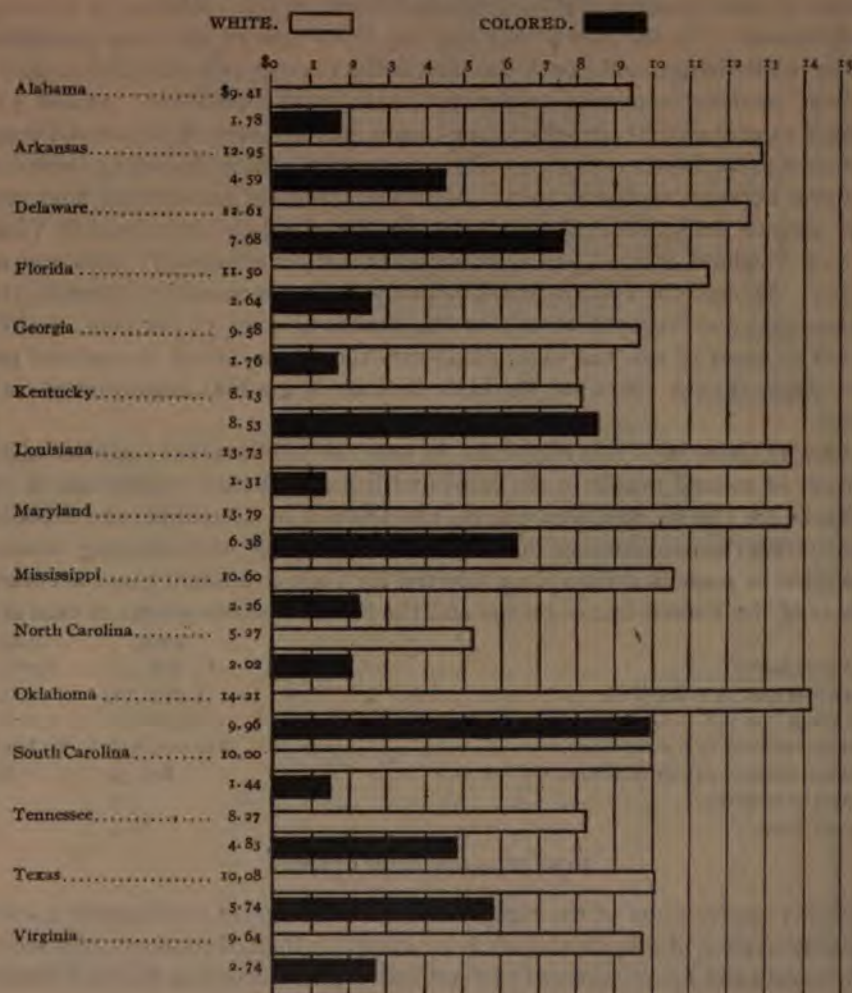 WHITE. COLORED.
$0 1 2 3 4 5 6 7 8 9 10 11 12 13 14 15
Alabama.............. $9.41
1.78
Arkansas.............. 12.95
4.59
Delaware.............. 12.61
7.68
Florida .............. 11.50
2.64
Georgia .............. 9.58
1.76
Kentucky.............. 8.13
8.53
Louisiana .............. 13.73
1.31
Maryland .............. 13.79
6.38
Mississippi.............. 10.60
2.26
North Carolina.......... 5.27
2.02
Oklahoma .............. 14.21
9.96
South Carolina .......... 10.00
1.44
Tennessee.............. 8.27
4.83
Texas.................. 10,08
5.74
Virginia .............. 9.64
2.74